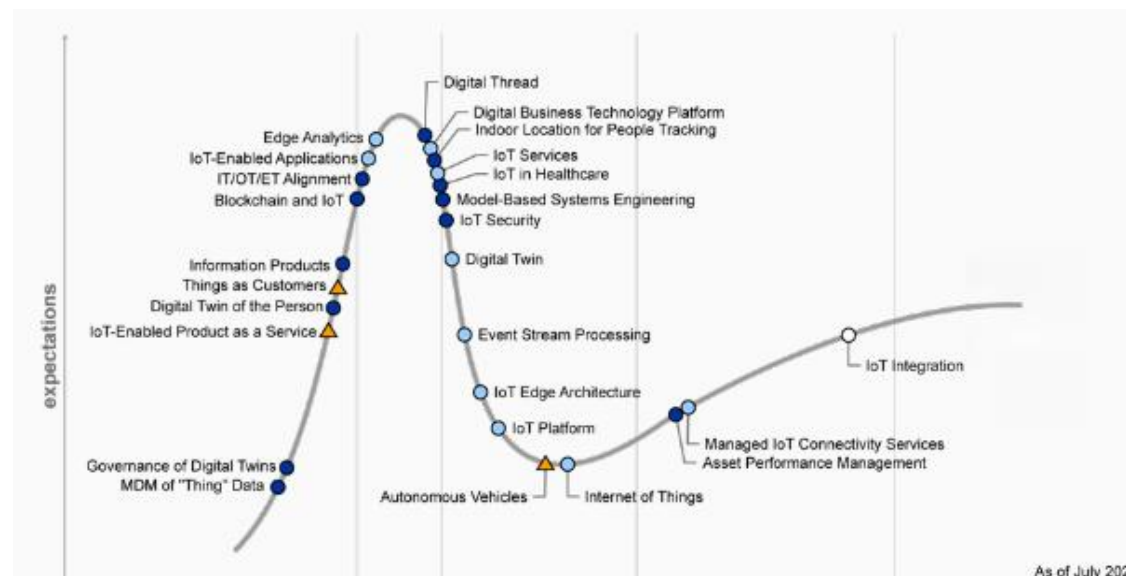 Digital Thread
Digital Business Technology Platform
Indoor Location for People Tracking
Edge Analytics
IoT-Enabled Applications
IoT Services
IT/OT/ET Alignment
IoT in Healthcare
Blockchain and IoT
Model-Based Systems Engineering
IoT Security
Digital Twin
Information Products
Things as Customers
Digital Twin of the Person
IoT-Enabled Product as a Service
Event Stream Processing
expectations
IoT Integration
IoT Edge Architecture
IoT Platform
Managed IoT Connectivity Services
Asset Performance Management
Governance of Digital Twins
MDM of "Thing" Data
Autonomous Vehicles
Internet of Things
As of July 202